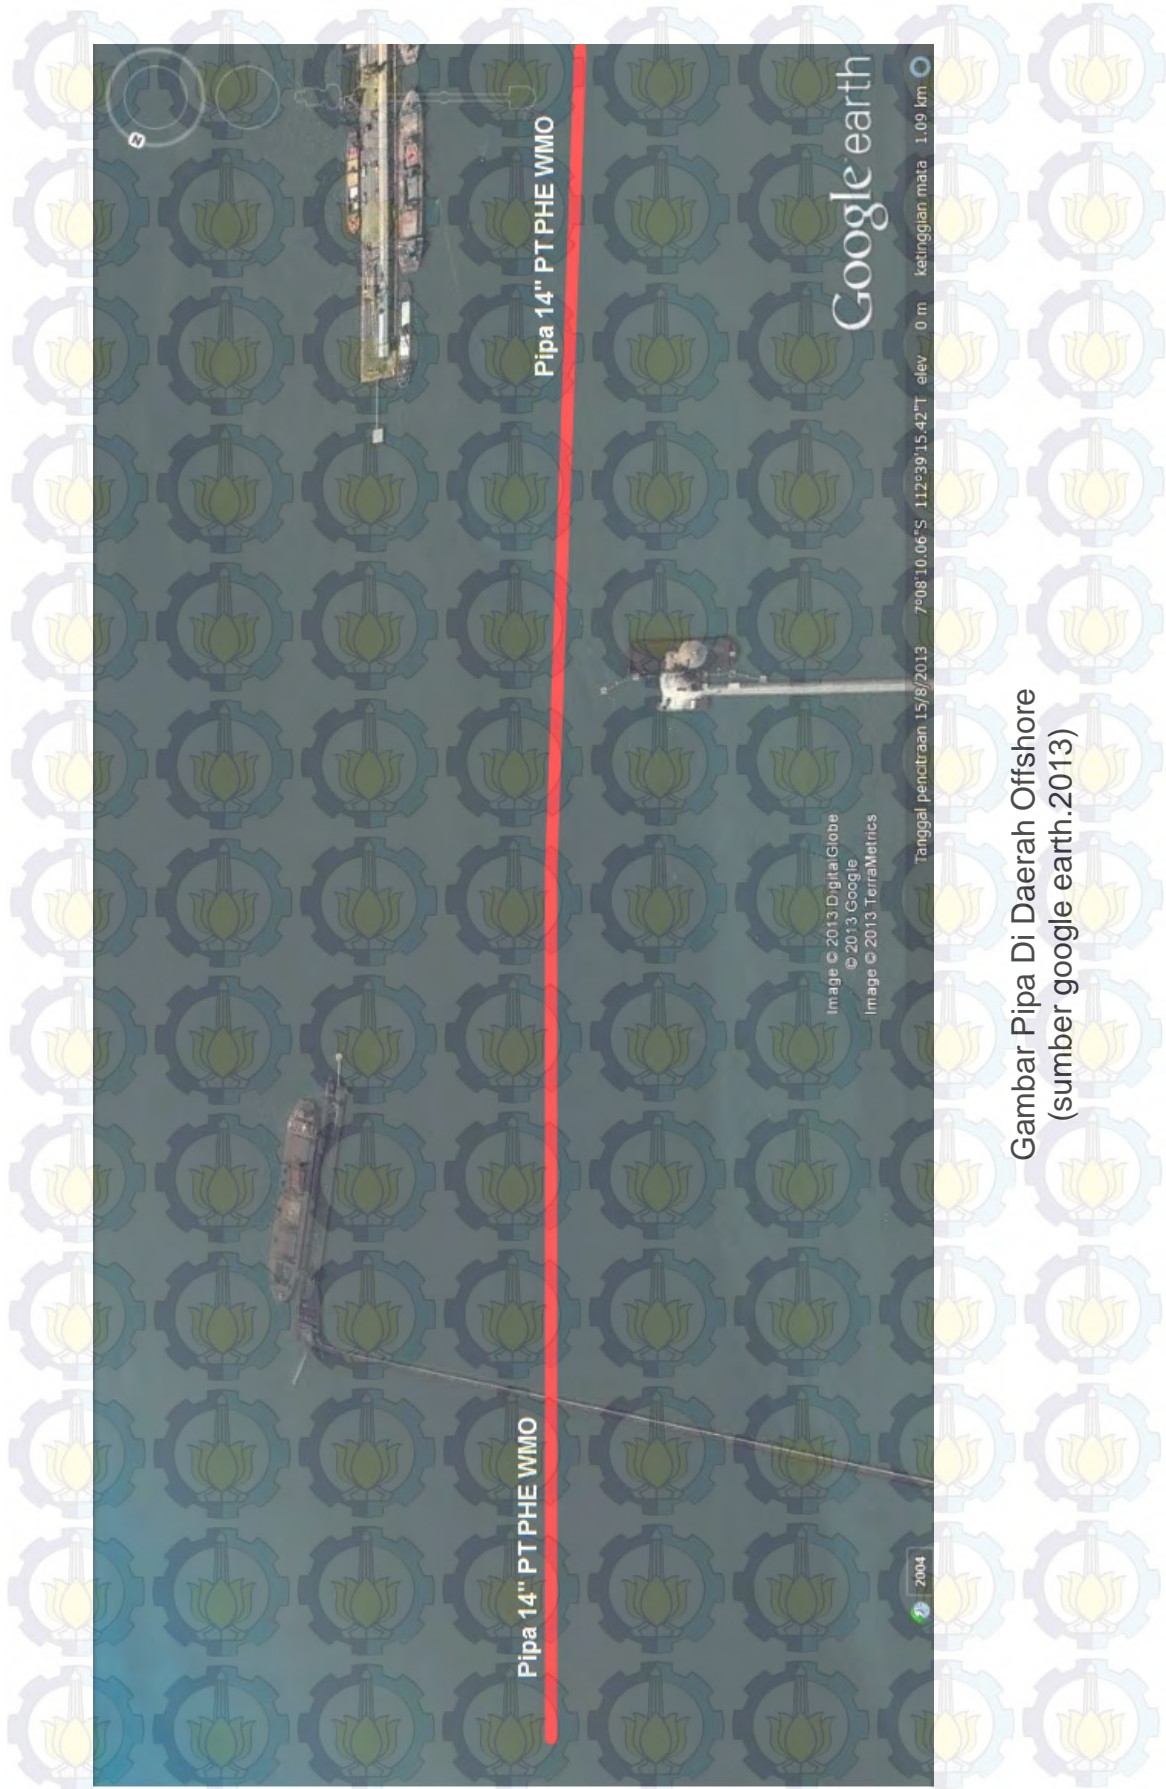 Pipa 14" PT PHE WMO
Pipa 14" PT PHE WMO
Image © 2013 DigitalGlobe
© 2013 Google
Image © 2013 TerraMetrics
Google earth
2004
Tanggal pencitraan 15/8/2013 7°08'10.06"S 112°39'15.42"T elev 0 m ketinggian mata 1.09 km
Gambar Pipa Di Daerah Offshore
(sumber google earth.2013)
N